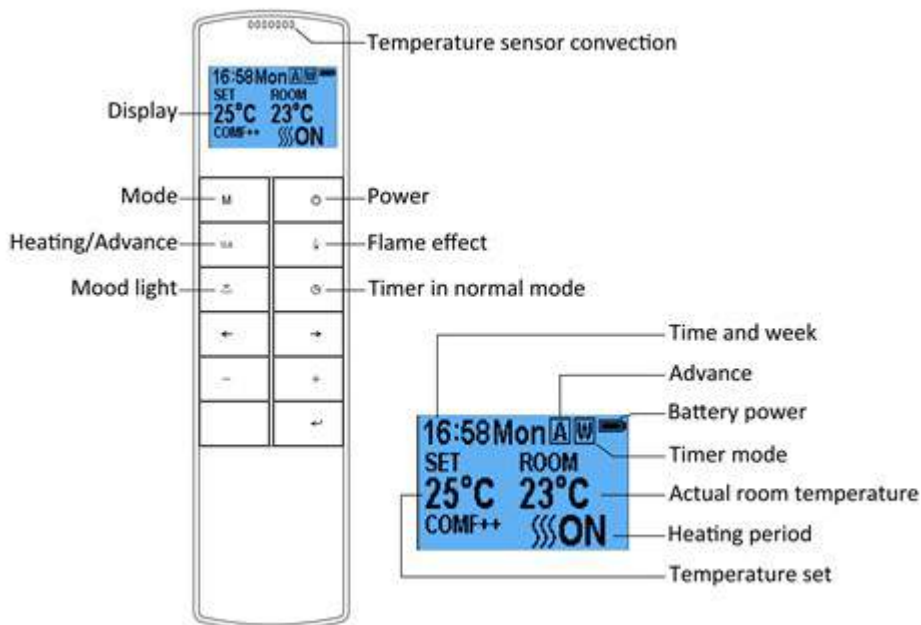 Temperature sensor convection
16:58Mon A W
SET ROOM
25°C 23°C
COMF++ ON
Display
Mode
M
Power
Heating/Advance
Flame effect
Mood light
Timer in normal mode
←
→
−
+
↵
Time and week
Advance
Battery power
16:58Mon A W
Timer mode
SET ROOM
25°C 23°C
Actual room temperature
COMF++ ON
Heating period
Temperature set